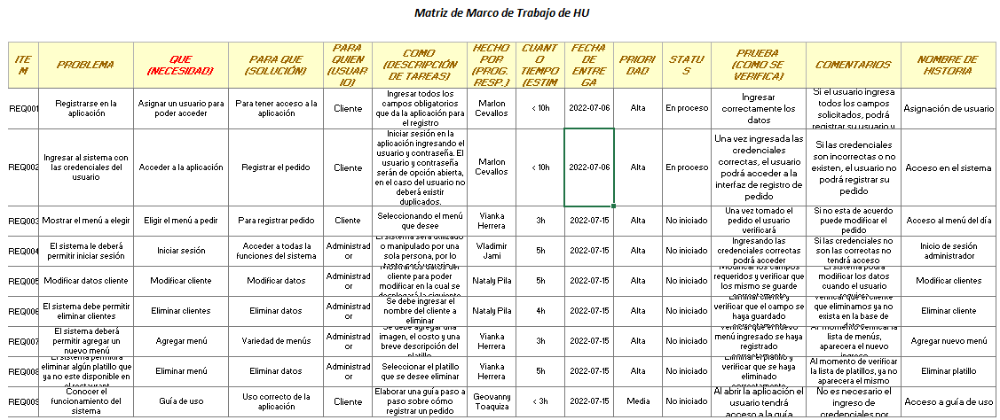 Matriz de Marco de Trabajo de HU
ITE
M
PROBLEMA
QUE
(NECESIDAD)
PARA QUE
(SOLUCIÓN)
PARA
QUIEN
(USUAR
IO)
COMO
(DESCRIPCIÓN
DE TAREAS)
HECHO
POR
(PROG.
RESP.)
CUANT
O
TIEMPO
(ESTIM
FECHA
DE
ENTRE
GA
PRIORI
DAD
STATU
S
PRUEBA
(COMO SE
VERIFICA)
COMENTARIOS
NOMBRE DE
HISTORIA
REQ001
Registrarse en la
aplicación
Asignar un usuario para
poder acceder
Para tener acceso a la
aplicación
Cliente
Ingresar todos los
campos obligatorios
que da la aplicación para
el registro
Marlon
Cevallos
< 10h
2022-07-06
Alta
En proceso
Ingresar
correctamente los
datos
Si el usuario ingresa
todos los campos
solicitados, podrá
registrar su usuario y
Asignación de usuario
REQ002
Ingresar al sistema con
las credenciales del
usuario
Acceder a la aplicación
Registrar el pedido
Cliente
Iniciar sesión en la
aplicación ingresando el
usuario y contraseña. El
usuario y contraseña
serán de opción abierta,
en el caso del usuario no
deberá existir
duplicados.
Marlon
Cevallos
< 10h
2022-07-06
Alta
En proceso
Una vez ingresada las
credenciales
correctas, el usuario
podrá acceder a la
interfaz de registro de
pedido
Si las credenciales
son incorrectas o no
existen, el usuario no
podrá registrar su
pedido
Acceso en el sistema
REQ003
Mostrar el menú a elegir
Eligir el menú a pedir
Para registrar pedido
Cliente
Seleccionando el menú
que desee
Vianka
Herrera
3h
2022-07-15
Alta
No iniciado
Una vez tomado el
pedido el usuario
verificará
Si no esta de acuerdo
puede modificar el
pedido
Acceso al menú del día
REQ004
El sistema le deberá
permitir iniciar sesión
Iniciar sesión
Acceder a todas la
funciones del sistema
Administrad
or
El sistema será utilizado
o manipulado por una
sola persona, por lo
Wladimir
Jami
5h
2022-07-15
Alta
No iniciado
Ingresando las
credenciales correctas
podrá acceder
Si las credenciales no
son las correctas no
tendrá acceso
Inicio de sesión
administrador
REQ005
Modificar datos cliente
Modificar cliente
Modificar datos
Administrad
or
cliente para poder
modificar en la cual se
Nataly Pila
5h
2022-07-15
Alta
No iniciado
Modificar los campos
requeridos y verificar que
los mismo se guarde
El sistema podrá
modificar los datos
cuando el usuario
Modificar clientes
REQ006
El sistema debe permitir
eliminar clientes
Eliminar clientes
Eliminar datos
Administrad
or
Se debe ingresar el
nombre del cliente a
eliminar
Nataly Pila
4h
2022-07-15
Alta
No iniciado
Eliminar cliente y
verificar que el campo se
haya guardado
Verificar que el cliente
que eliminamos ya no
exista en la base de
Eliminar cliente
REQ007
El sistema deberá
permitir agregar un
nuevo menú
Agregar menú
Variedad de menús
Administrad
or
Se debe agregar una
imagen, el costo y una
breve descripción del
platillo
Vianka
Herrera
3h
2022-07-15
Alta
No iniciado
Verificar que el nuevo
menú ingresado se haya
registrado
Al momento verificar la
lista de menús,
aparecera el nuevo
Agregar nuevo menú
REQ008
El sistema permitirá
eliminar algún platillo que
ya no este disponible en
el restaurant
Eliminar menú
Eliminar datos
Administrad
or
Seleccionar el platillo
que se desee eliminar
Vianka
Herrera
5h
2022-07-15
Alta
No iniciado
verificar que se haya
eliminado
Al momento de verificar
la lista de platillos, ya no
aparecera el mismo
Eliminar platillo
REQ009
Conocer el
funcionamiento del
sistema
Guía de uso
Uso correcto de la
aplicación
Cliente
Elaborar una guía paso a
paso sobre cómo
registrar un pedido
Geovanny
Toaquiza
< 3h
2022-07-15
Media
No iniciado
Al abrir la aplicación el
usuario tendrá
acceso a la guía
No es necesario el
ingreso de
credenciales por
Acceso a guía de uso